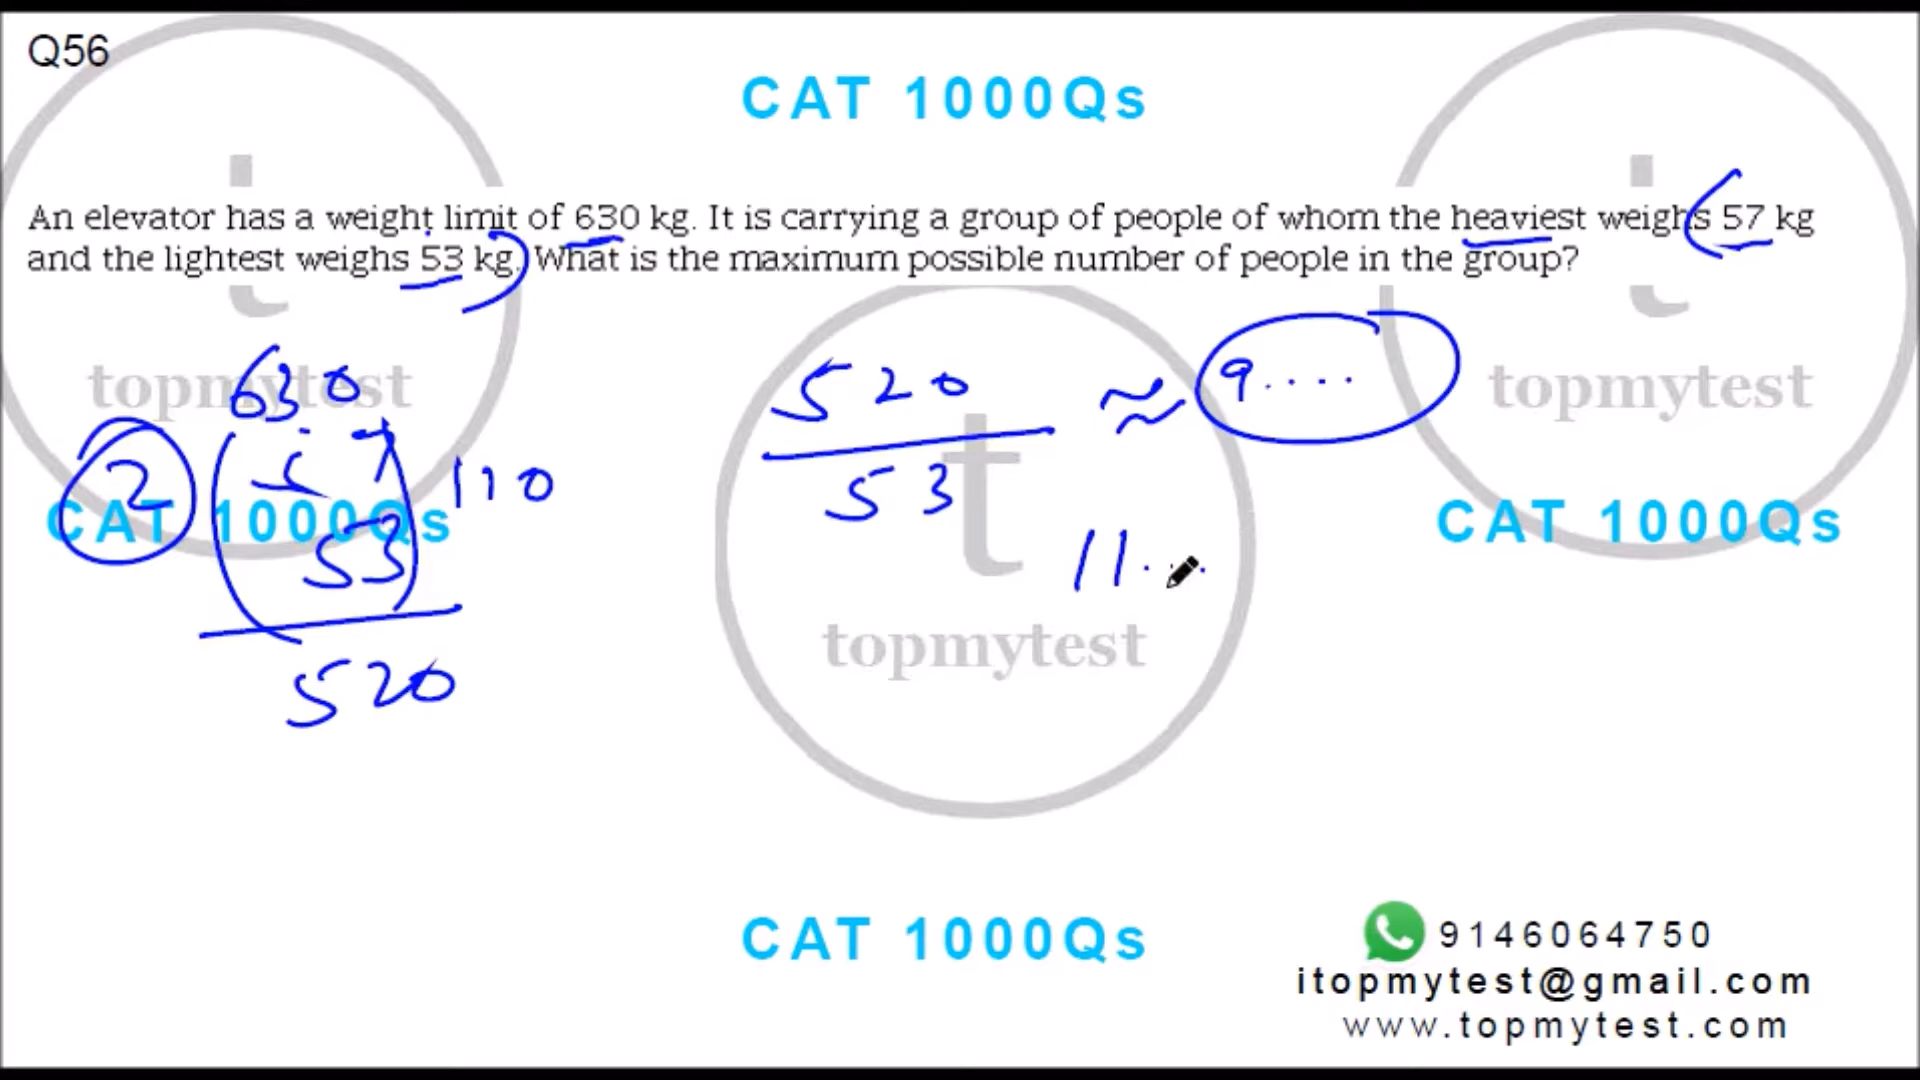 Q56
CAT 1000Qs
An elevator has a weight limit of 630 kg. It is carrying a group of people of whom the heaviest weighs 57 kg
and the lightest weighs 53 kg. What is the maximum possible number of people in the group?
topmytest
topmytest
630
520
≈ 9....
2
57
110
53
53
CAT 1000Qs
CAT 1000Qs
11...
topmytest
520
CAT 1000Qs
9146064750
itopmytest@gmail.com
www.topmytest.com